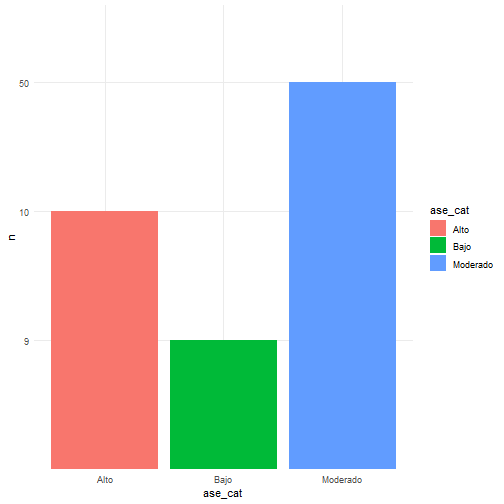 50
10
9
n
Alto
Bajo
Moderado
ase_cat
ase_cat
Alto
Bajo
Moderado